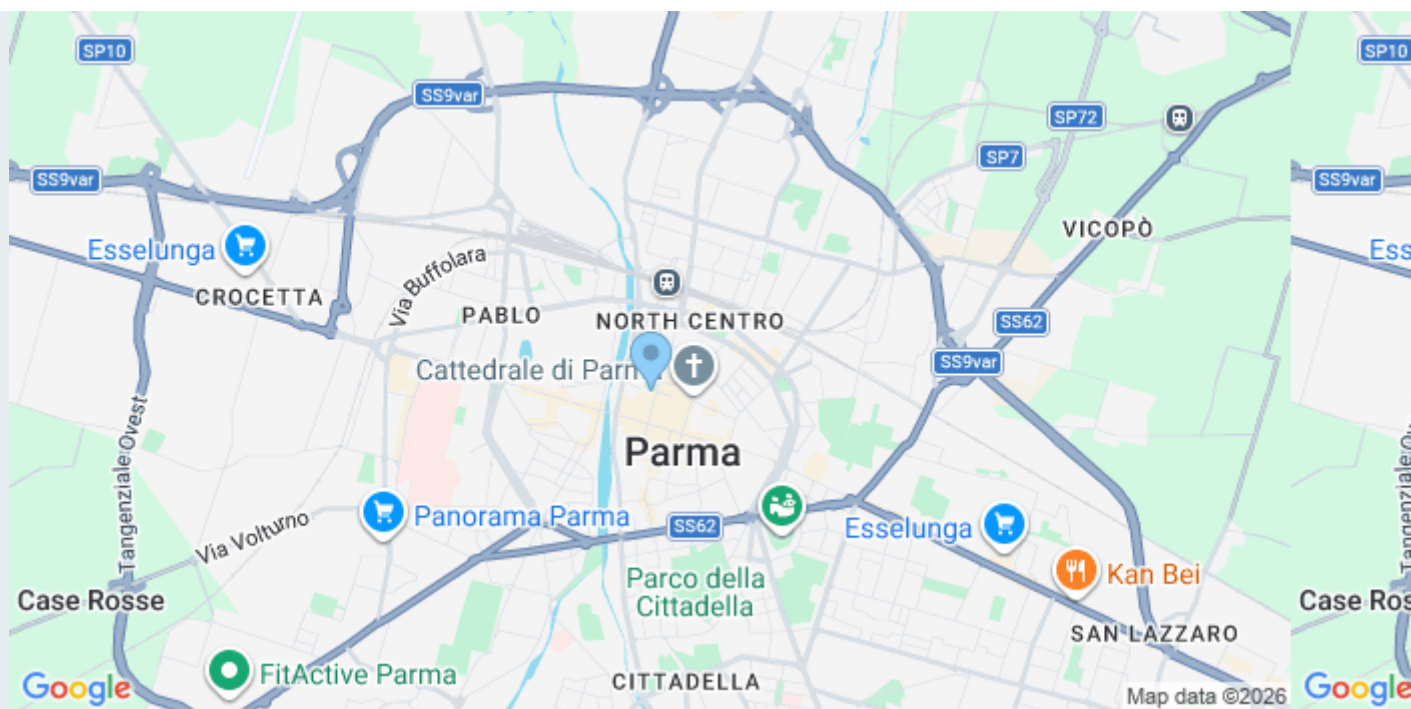 SP10
SP10
SS9var
SP72
SP7
SS9var
SS9var
VICOPÒ
Esselunga
Via Buffolara
Ess
CROCETTA
PABLO
NORTH CENTRO
SS62
SS9var
Cattedrale di Parm
Tangenziale Ovest
Parma
Panorama Parma
SS62
Esselunga
Via Volturno
Kan Bei
Parco della
Cittadella
Case Rosse
Case Ros
SAN LAZZARO
FitActive Parma
CITTADELLA
Google
Map data ©2026
Google